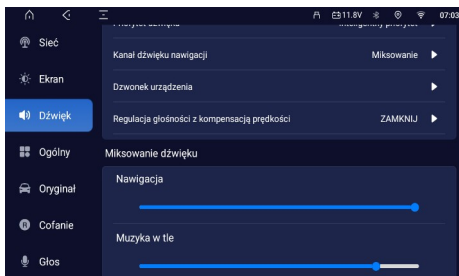 11.8V
07:03
Sieć
Kanał dźwięku nawigacji Miksowanie
Ekran
Dzwonek urządzenia
Dźwięk
Regulacja głośności z kompensacją prędkości ZAMKNIJ
Ogólny
Miksowanie dźwięku
Nawigacja
Oryginał
R
Cofanie
Muzyka w tle
Głos